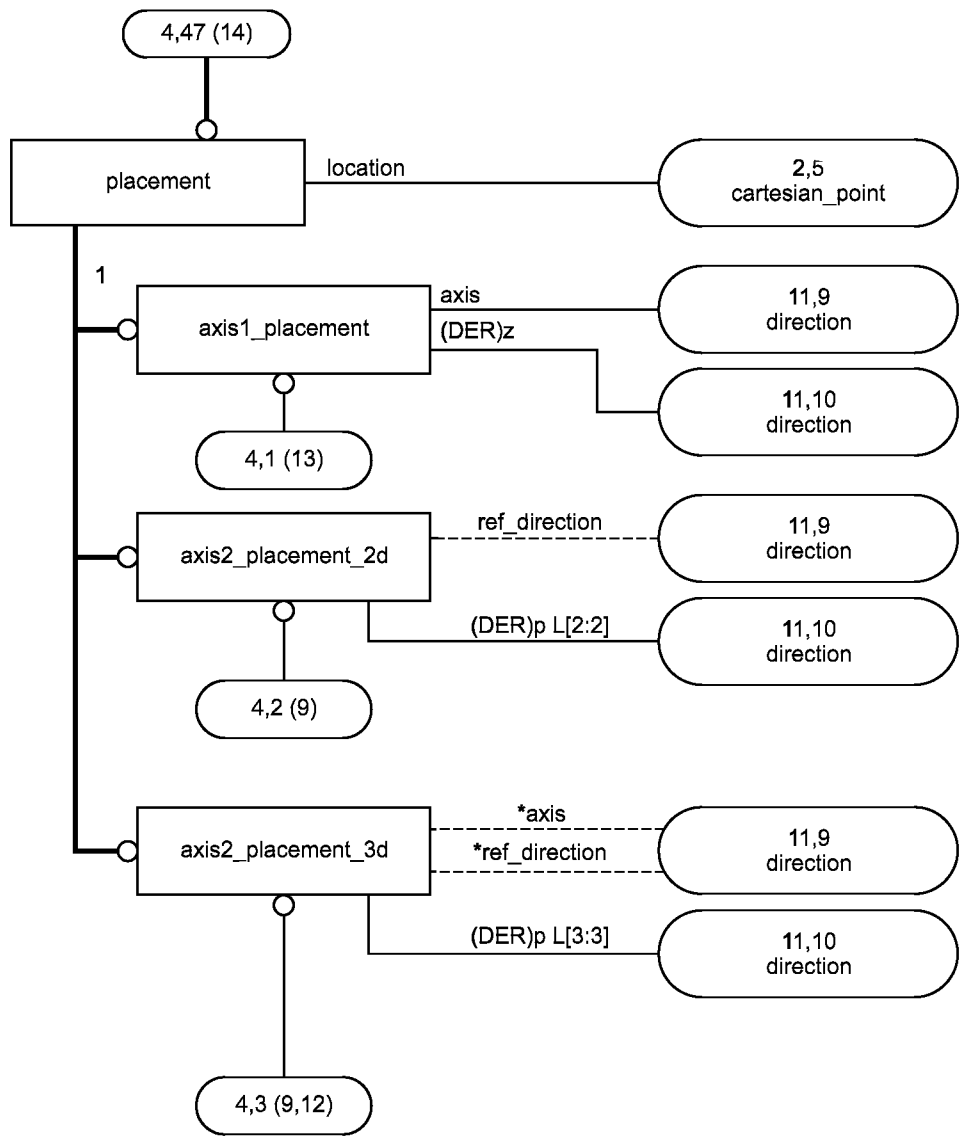 4,47 (14)
placement
location
2,5
cartesian_point
1
axis1_placement
axis
(DER)z
11,9
direction
11,10
direction
4,1 (13)
axis2_placement_2d
ref_direction
11,9
direction
(DER)p L[2:2]
11,10
direction
4,2 (9)
axis2_placement_3d
*axis
*ref_direction
11,9
direction
(DER)p L[3:3]
11,10
direction
4,3 (9,12)